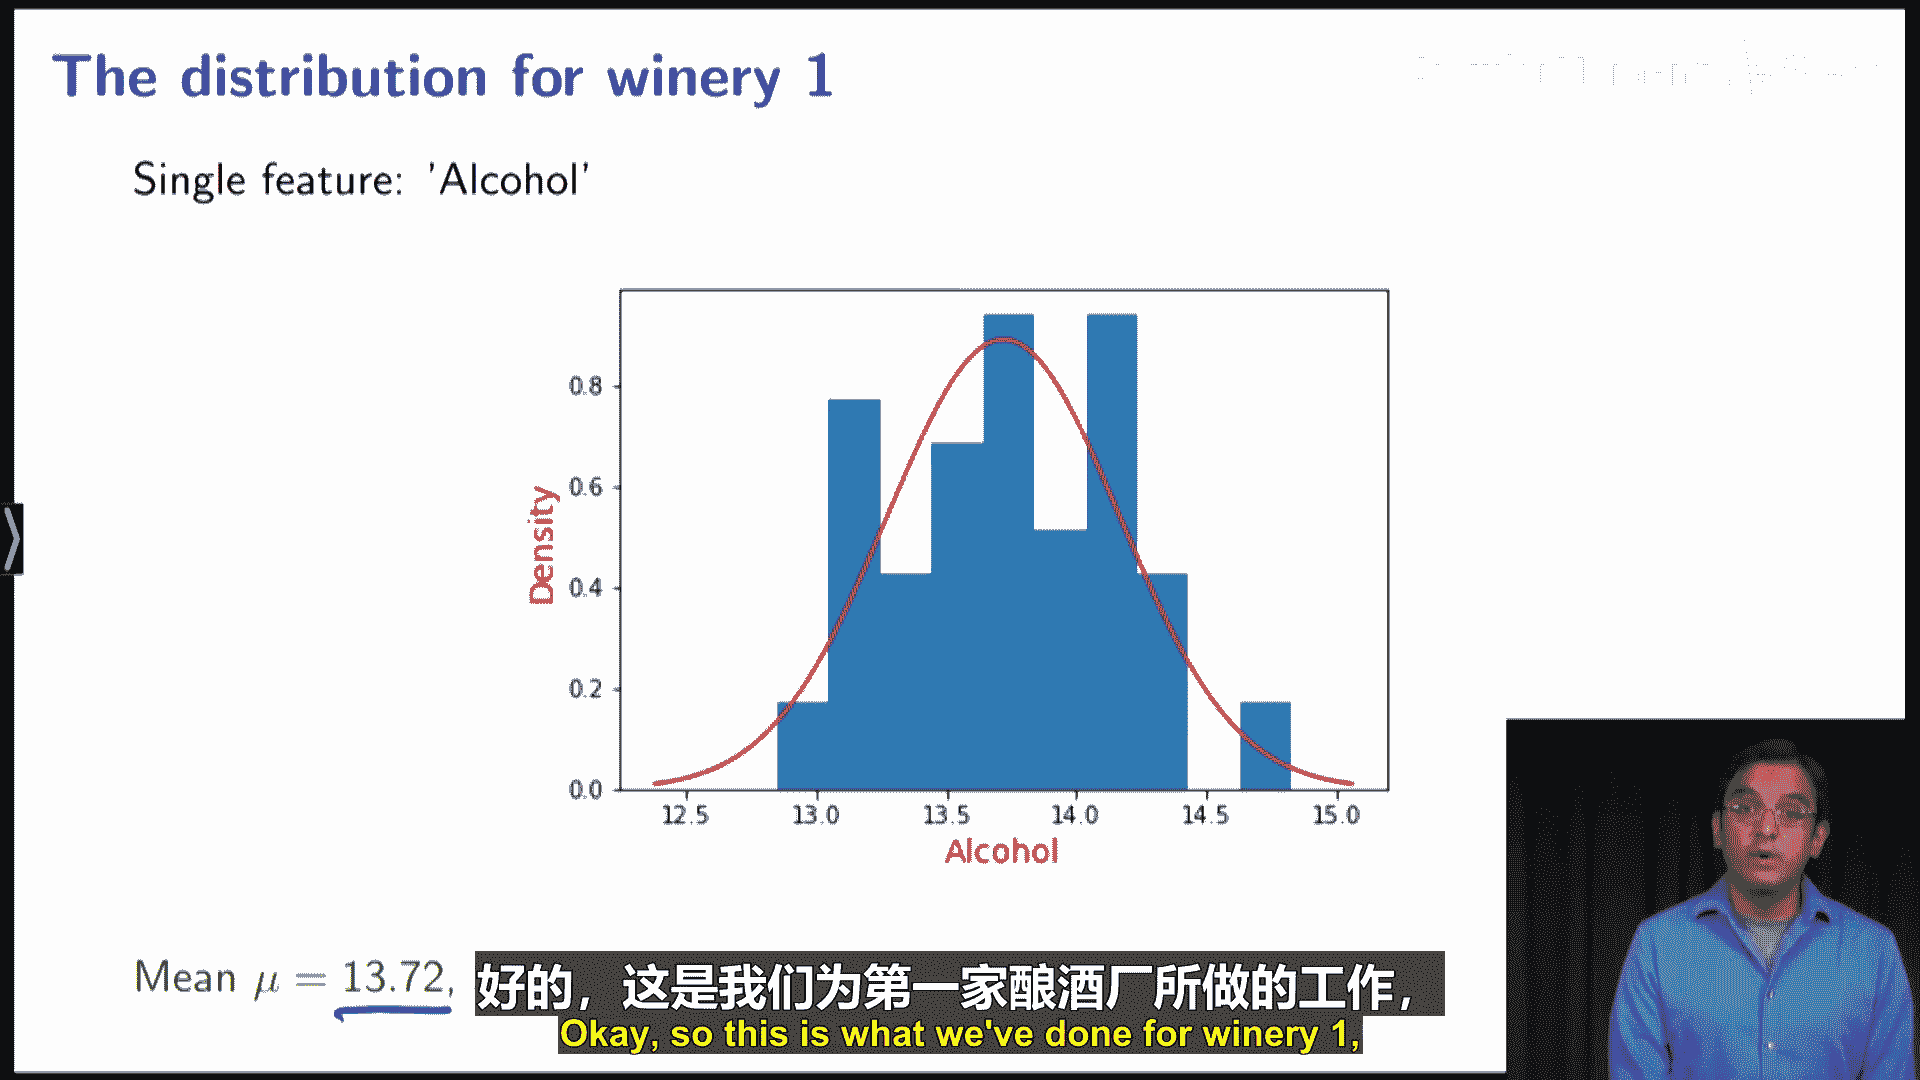 The distribution for winery 1
Single feature: 'Alcohol'
0.8
0.6
0.4
0.2
0.0
Density
12.5 13.0 13.5 14.0 14.5 15.0
Alcohol
Mean μ = 13.72,
好的，这是我们为第一家酿酒厂所做的工作，
Okay, so this is what we've done for winery 1,